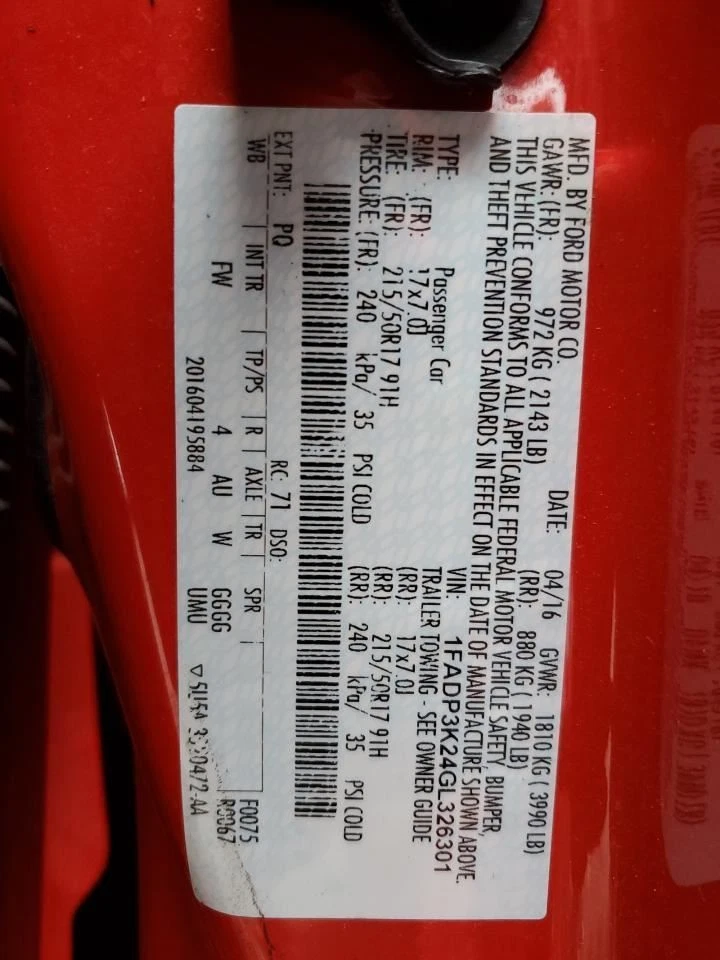 MFD. BY FORD MOTOR CO. DATE: 04/16 GVWR: 1810 KG ( 3990 LB)
GAWR: (FR): 972 KG ( 2143 LB) (RR): 880 KG ( 1940 LB)
THIS VEHICLE CONFORMS TO ALL APPLICABLE FEDERAL MOTOR VEHICLE SAFETY, BUMPER,
AND THEFT PREVENTION STANDARDS IN EFFECT ON THE DATE OF MANUFACTURE SHOWN ABOVE.
VIN: 1FADP3K24GL326301
TYPE: Passenger Car TRAILER TOWING - SEE OWNER GUIDE
RIM: (FR): 17x7.0J (RR): 17x7.0J
TIRE: (FR): 215/50R17 91H (RR): 215/50R17 91H
PRESSURE: (FR): 240 kPa/ 35 PSI COLD (RR): 240 kPa/ 35 PSI COLD
EXT PNT: PQ RC: 71 DSO: F0075
WB INT TR TP/PS R AXLE TR SPR R0067
FW 4 AU W GGGG
201604195884 UMU